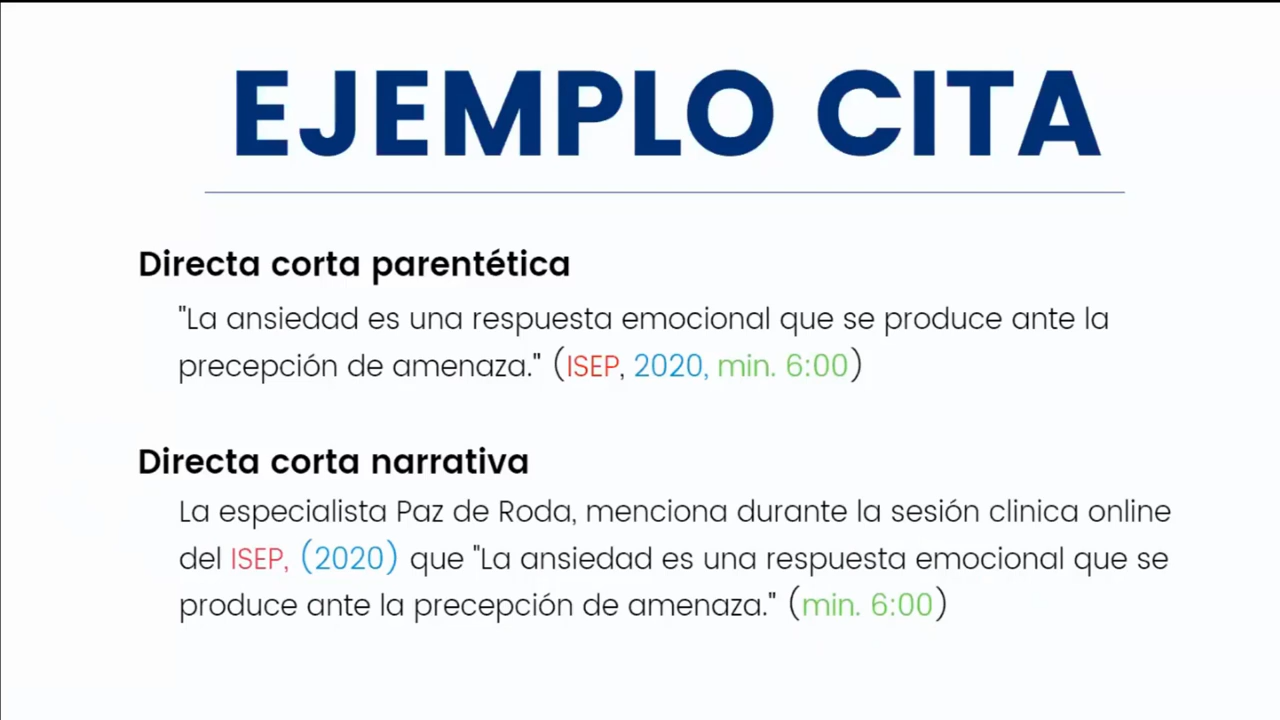 EJEMPLO CITA
Directa corta parentética
"La ansiedad es una respuesta emocional que se produce ante la
precepción de amenaza." (ISEP, 2020, min. 6:00)
Directa corta narrativa
La especialista Paz de Roda, menciona durante la sesión clinica online
del ISEP, (2020) que "La ansiedad es una respuesta emocional que se
produce ante la precepción de amenaza." (min. 6:00)